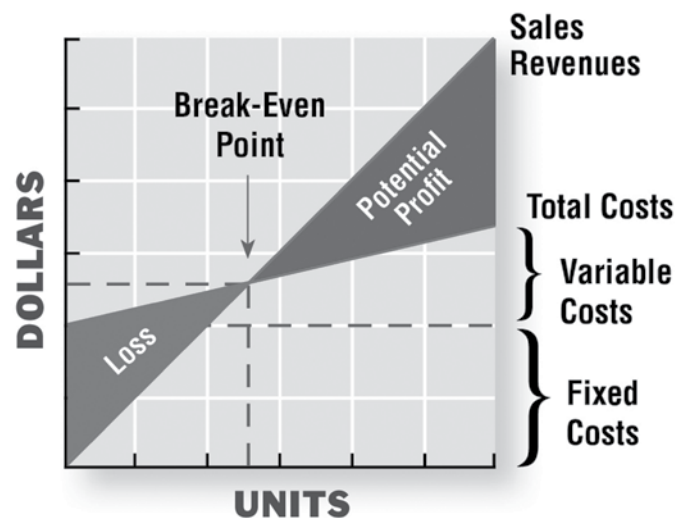 Sales
Revenues
Break-Even
Point
Potential
Profit
Total Costs
Variable
Costs
Loss
Fixed
Costs
DOLLARS
UNITS